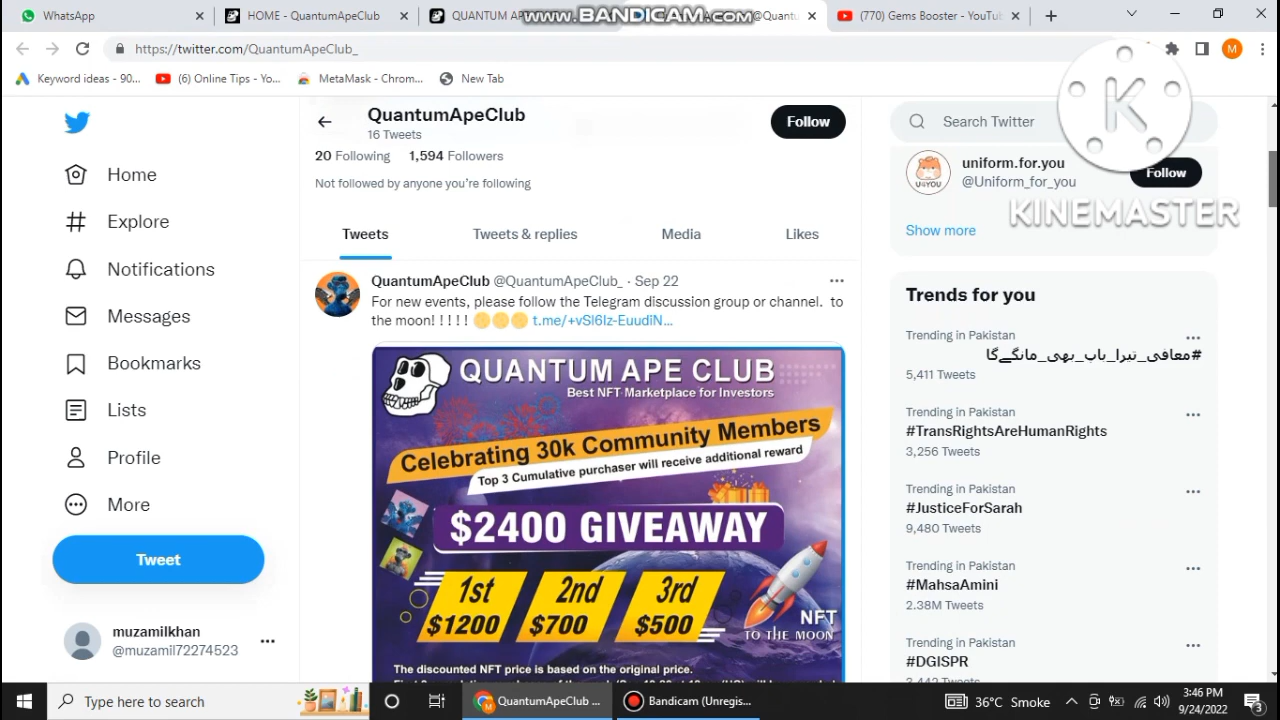 WhatsApp
HOME - QuantumApeClub
QUANTUM AP
www.BANDICAM.com
@Quantu
(770) Gems Booster - YouTub
https://twitter.com/QuantumApeClub_
M
Keyword ideas - 90...
(6) Online Tips - Yo...
MetaMask - Chrom...
New Tab
K
KINEMASTER
Home
Explore
Notifications
Messages
Bookmarks
Lists
Profile
More
Tweet
muzamilkhan
@muzamil72274523
QuantumApeClub
16 Tweets
Follow
20 Following 1,594 Followers
Not followed by anyone you're following
Tweets
Tweets & replies
Media
Likes
QuantumApeClub @QuantumApeClub_ · Sep 22
For new events, please follow the Telegram discussion group or channel. to
the moon! ! ! ! ! t.me/+vSl6Iz-EuudiN...
QUANTUM APE CLUB
Best NFT Marketplace for Investors
Celebrating 30k Community Members
Top 3 Cumulative purchaser will receive additional reward
$2400 GIVEAWAY
1st
$1200
2nd
$700
3rd
$500
NFT
TO THE MOON
The discounted NFT price is based on the original price.
Search Twitter
uniform.for.you
@Uniform_for_you
Follow
Show more
Trends for you
Trending in Pakistan
#معافی_تیرا_باپ_بھی_مانگےگا
5,411 Tweets
Trending in Pakistan
#TransRightsAreHumanRights
3,256 Tweets
Trending in Pakistan
#JusticeForSarah
9,480 Tweets
Trending in Pakistan
#MahsaAmini
2.38M Tweets
Trending in Pakistan
#DGISPR
Type here to search
QuantumApeClub ...
Bandicam (Unregis...
36°C Smoke
3:46 PM
9/24/2022
3